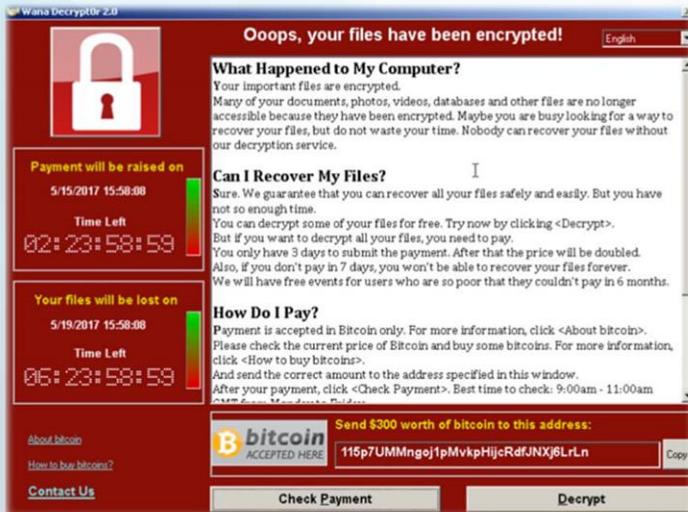 Wana Decrypt0r 2.0
Ooops, your files have been encrypted!
English
What Happened to My Computer?
Your important files are encrypted.
Many of your documents, photos, videos, databases and other files are no longer
accessible because they have been encrypted. Maybe you are busy looking for a way to
recover your files, but do not waste your time. Nobody can recover your files without
our decryption service.
Can I Recover My Files?
Sure. We guarantee that you can recover all your files safely and easily. But you have
not so enough time.
You can decrypt some of your files for free. Try now by clicking <Decrypt>.
But if you want to decrypt all your files, you need to pay.
You only have 3 days to submit the payment. After that the price will be doubled.
Also, if you don't pay in 7 days, you won't be able to recover your files forever.
We will have free events for users who are so poor that they couldn't pay in 6 months.
How Do I Pay?
Payment is accepted in Bitcoin only. For more information, click <About bitcoin>.
Please check the current price of Bitcoin and buy some bitcoins. For more information,
click <How to buy bitcoins>.
And send the correct amount to the address specified in this window.
After your payment, click <Check Payment>. Best time to check: 9:00am - 11:00am
GMT from Monday to Friday.
Payment will be raised on
5/15/2017 15:58:08
Time Left
02:23:58:59
Your files will be lost on
5/19/2017 15:58:08
Time Left
06:23:58:59
About bitcoin
How to buy bitcoins?
Contact Us
bitcoin
ACCEPTED HERE
Send $300 worth of bitcoin to this address:
115p7UMMngoj1pMvkpHijcRdfJNXj6LrLn
Copy
Check Payment
Decrypt